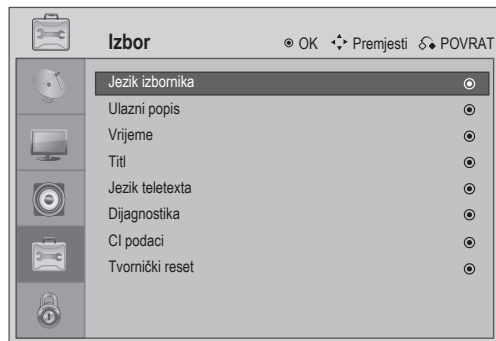 Izbor
OK Premjesti POVRAT
Jezik izbornika
Ulazni popis
Vrijeme
Titl
Jezik teletexta
Dijagnostika
CI podaci
Tvornički reset